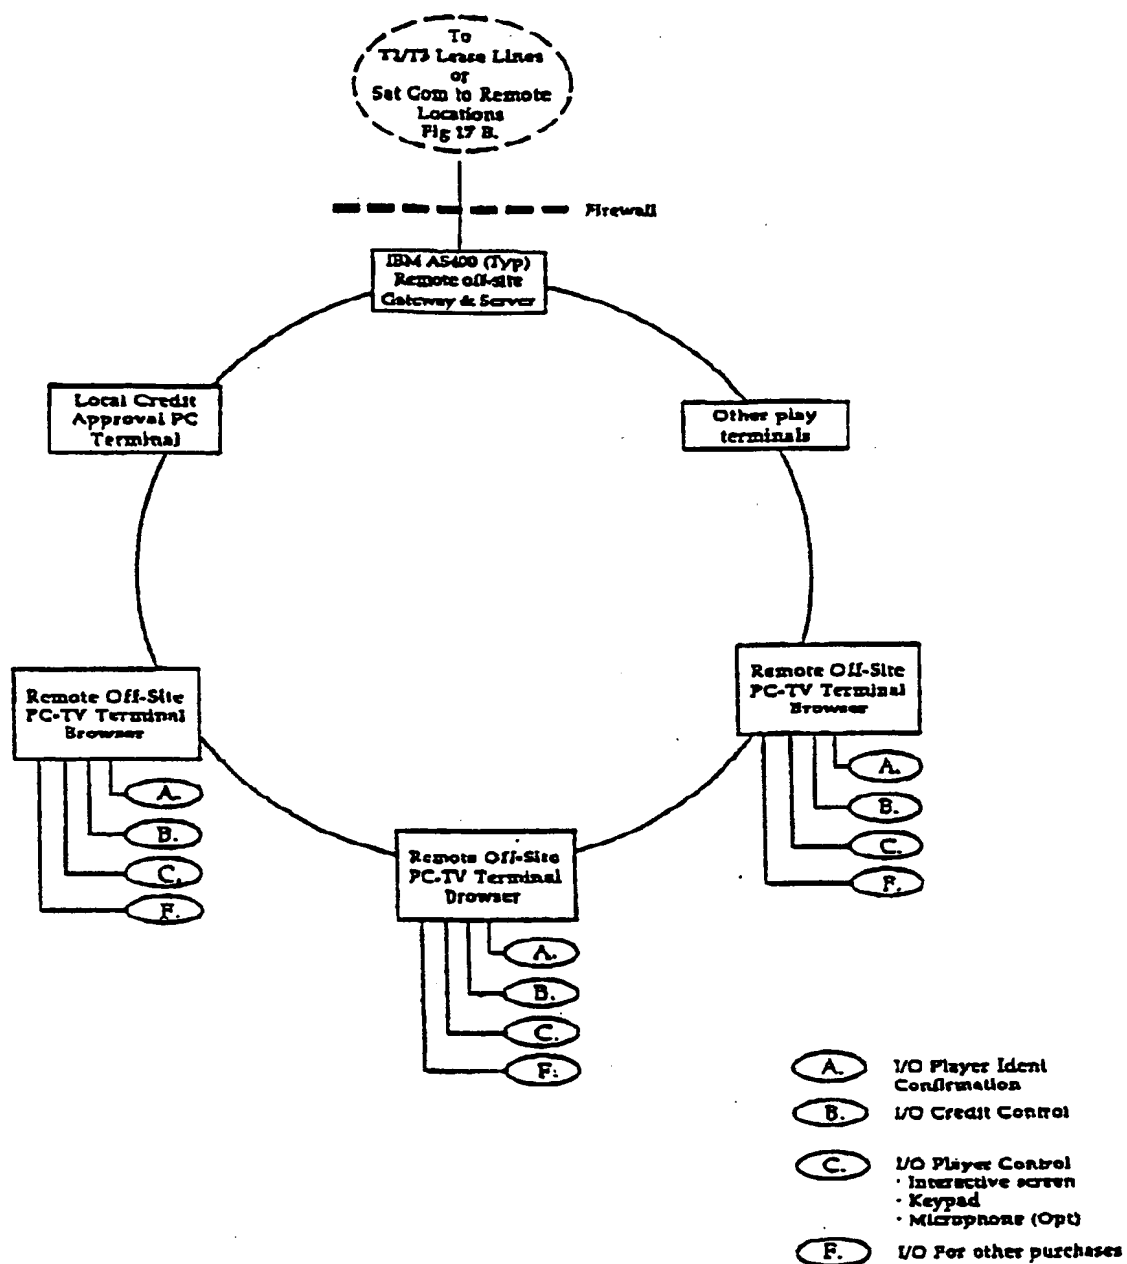 To
T1/T3 Lease Lines
or
Sat Com to Remote
Locations
Fig 17 B.
Firewall
IBM AS400 (Typ)
Remote off-site
Gateway & Server
Local Credit
Approval PC
Terminal
Other play
terminals
Remote Off-Site
PC-TV Terminal
Browser
A.
B.
C.
F.
Remote Off-Site
PC-TV Terminal
Browser
A.
B.
C.
F.
Remote Off-Site
PC-TV Terminal
Browser
A.
B.
C.
F.
A. I/O Player Ident
Confirmation
B. I/O Credit Control
C. I/O Player Control
· Interactive screen
· Keypad
· Microphone (Opt)
F. I/O For other purchases